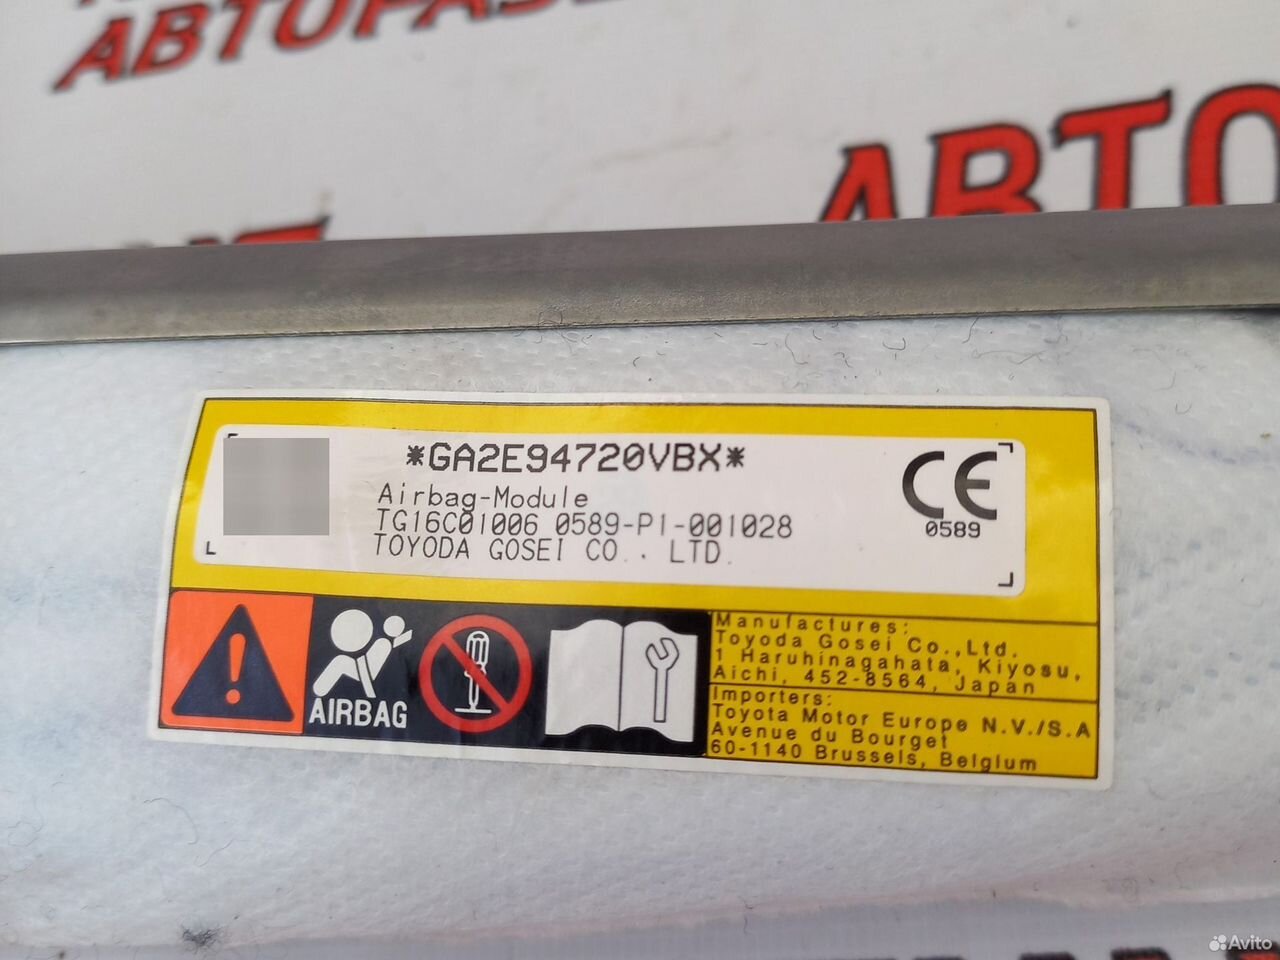 АВТОРАЗ
АВТО
*GA2E94720VBX*
Airbag-Module
TG16C01006 0589-P1-001028
TOYODA GOSEI CO., LTD.
CE
0589
AIRBAG
Manufactures:
Toyoda Gosei Co.,Ltd.
1 Haruhinagahata, Kiyosu,
Aichi, 452-8564, Japan
Importers:
Toyota Motor Europe N.V./S.A
Avenue du Bourget
60-1140 Brussels, Belgium
Avito